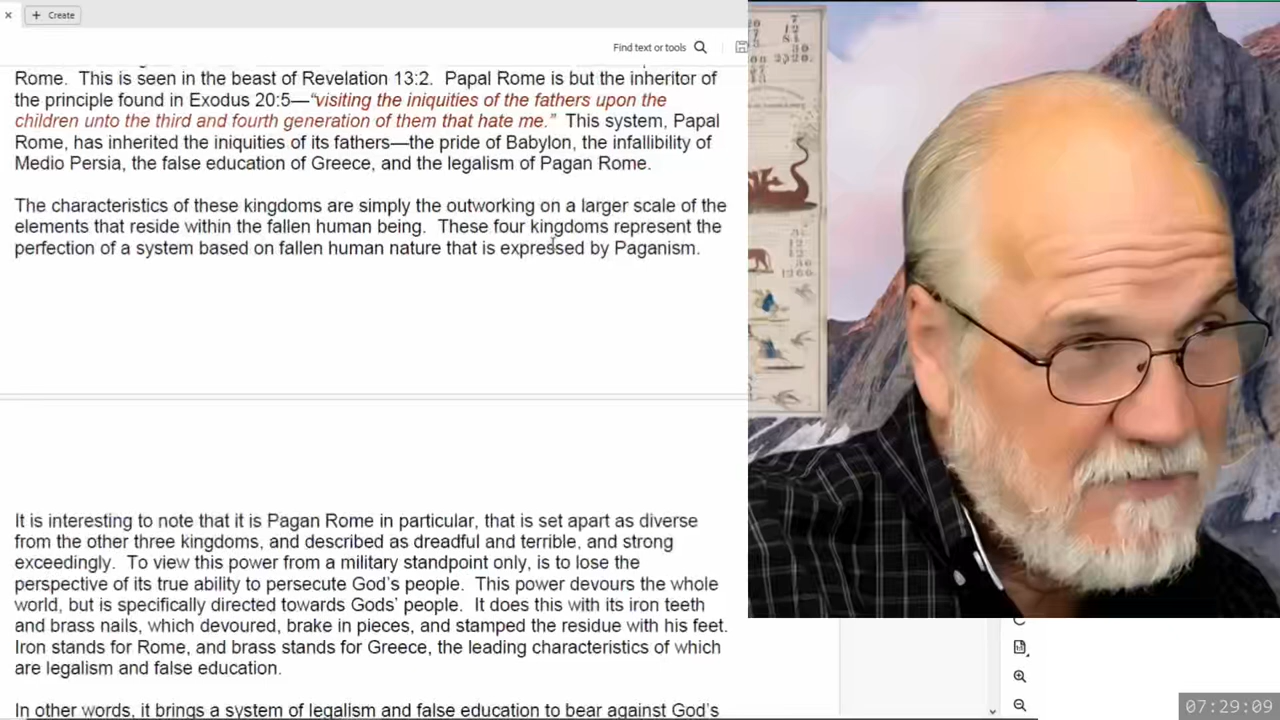 Create
Find text or tools
Rome. This is seen in the beast of Revelation 13:2. Papal Rome is but the inheritor of
the principle found in Exodus 20:5—“visiting the iniquities of the fathers upon the
children unto the third and fourth generation of them that hate me.” This system, Papal
Rome, has inherited the iniquities of its fathers—the pride of Babylon, the infallibility of
Medio Persia, the false education of Greece, and the legalism of Pagan Rome.
The characteristics of these kingdoms are simply the outworking on a larger scale of the
elements that reside within the fallen human being. These four kingdoms represent the
perfection of a system based on fallen human nature that is expressed by Paganism.
It is interesting to note that it is Pagan Rome in particular, that is set apart as diverse
from the other three kingdoms, and described as dreadful and terrible, and strong
exceedingly. To view this power from a military standpoint only, is to lose the
perspective of its true ability to persecute God’s people. This power devours the whole
world, but is specifically directed towards Gods’ people. It does this with its iron teeth
and brass nails, which devoured, brake in pieces, and stamped the residue with his feet.
Iron stands for Rome, and brass stands for Greece, the leading characteristics of which
are legalism and false education.
In other words, it brings a system of legalism and false education to bear against God’s
2520.
1260.
07:29:09